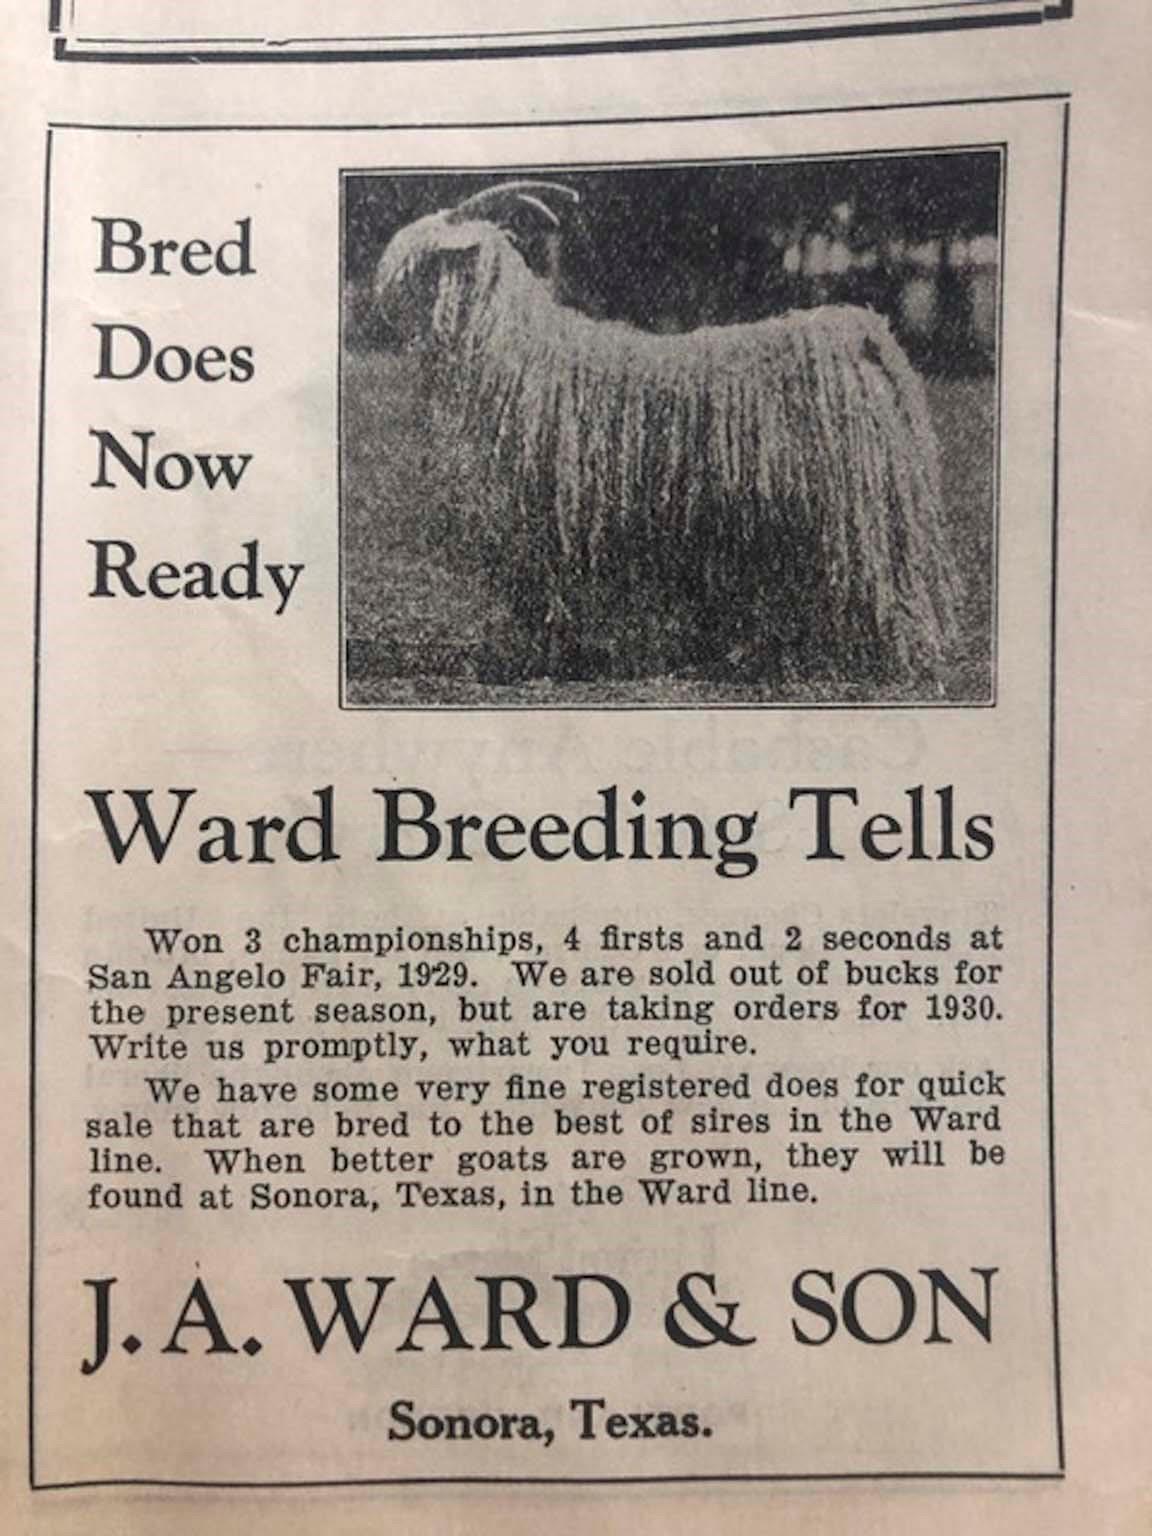 Bred
Does
Now
Ready
Ward Breeding Tells
Won 3 championships, 4 firsts and 2 seconds at
San Angelo Fair, 1929. We are sold out of bucks for
the present season, but are taking orders for 1930.
Write us promptly, what you require.
We have some very fine registered does for quick
sale that are bred to the best of sires in the Ward
line. When better goats are grown, they will be
found at Sonora, Texas, in the Ward line.
J. A. WARD & SON
Sonora, Texas.